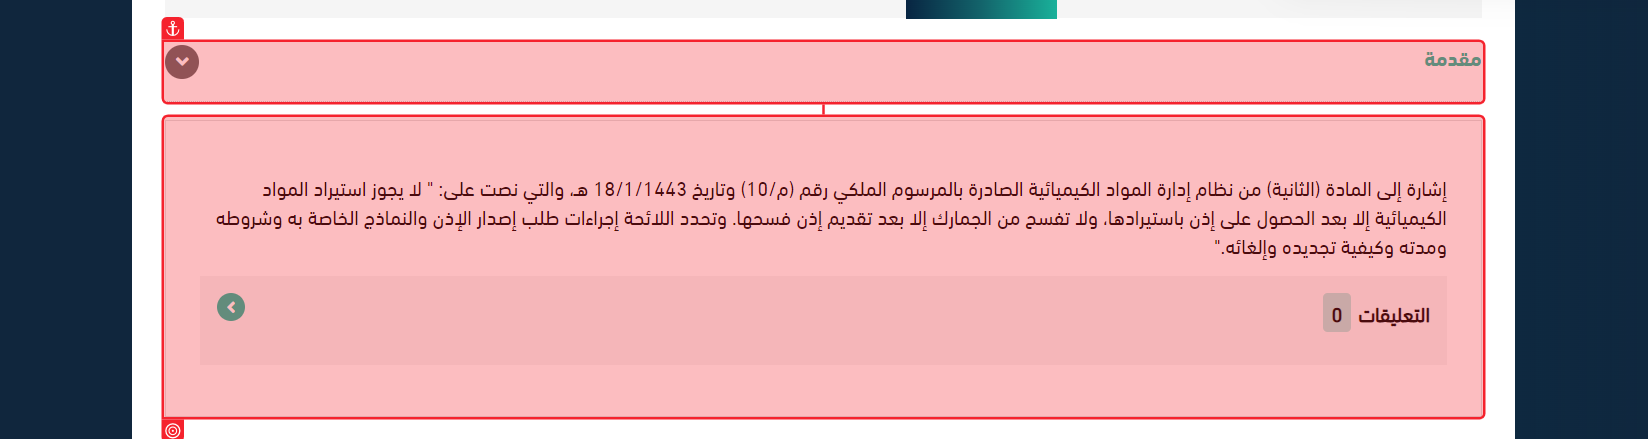 مقدمة
إشارة إلى المادة (الثانية) من نظام إدارة المواد الكيميائية الصادرة بالمرسوم الملكي رقم (م/10) وتاريخ 18/1/1443 هـ، والتي نصت على: " لا يجوز استيراد المواد
الكيميائية إلا بعد الحصول على إذن باستيرادها، ولا تفسح من الجمارك إلا بعد تقديم إذن فسحها. وتحدد اللائحة إجراءات طلب إصدار الإذن والنماذج الخاصة به وشروطه
ومدته وكيفية تجديده وإلغائه."
التعليقات 0